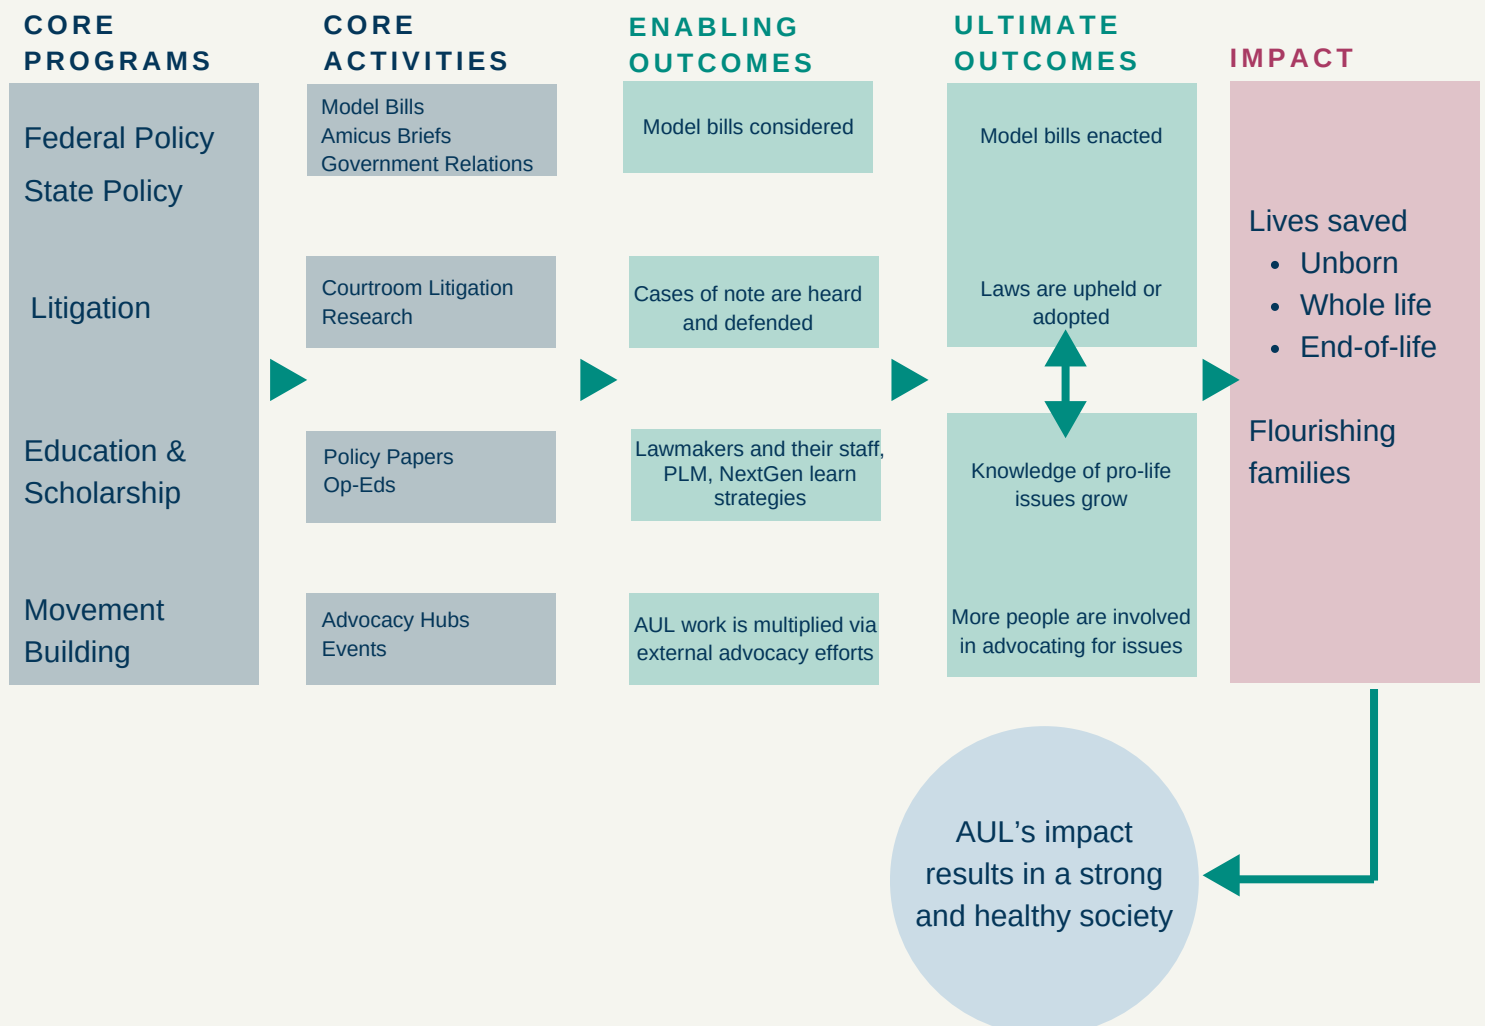 CORE
PROGRAMS
Federal Policy
State Policy
Litigation
Education &
Scholarship
Movement
Building
CORE
ACTIVITIES
Model Bills
Amicus Briefs
Government Relations
Courtroom Litigation
Research
Policy Papers
Op-Eds
Advocacy Hubs
Events
ENABLING
OUTCOMES
Model bills considered
Cases of note are heard
and defended
Lawmakers and their staff,
PLM, NextGen learn
strategies
AUL work is multiplied via
external advocacy efforts
ULTIMATE
OUTCOMES
Model bills enacted
Laws are upheld or
adopted
Knowledge of pro-life
issues grow
More people are involved
in advocating for issues
IMPACT
Lives saved
• Unborn
• Whole life
• End-of-life
Flourishing
families
AUL’s impact
results in a strong
and healthy society